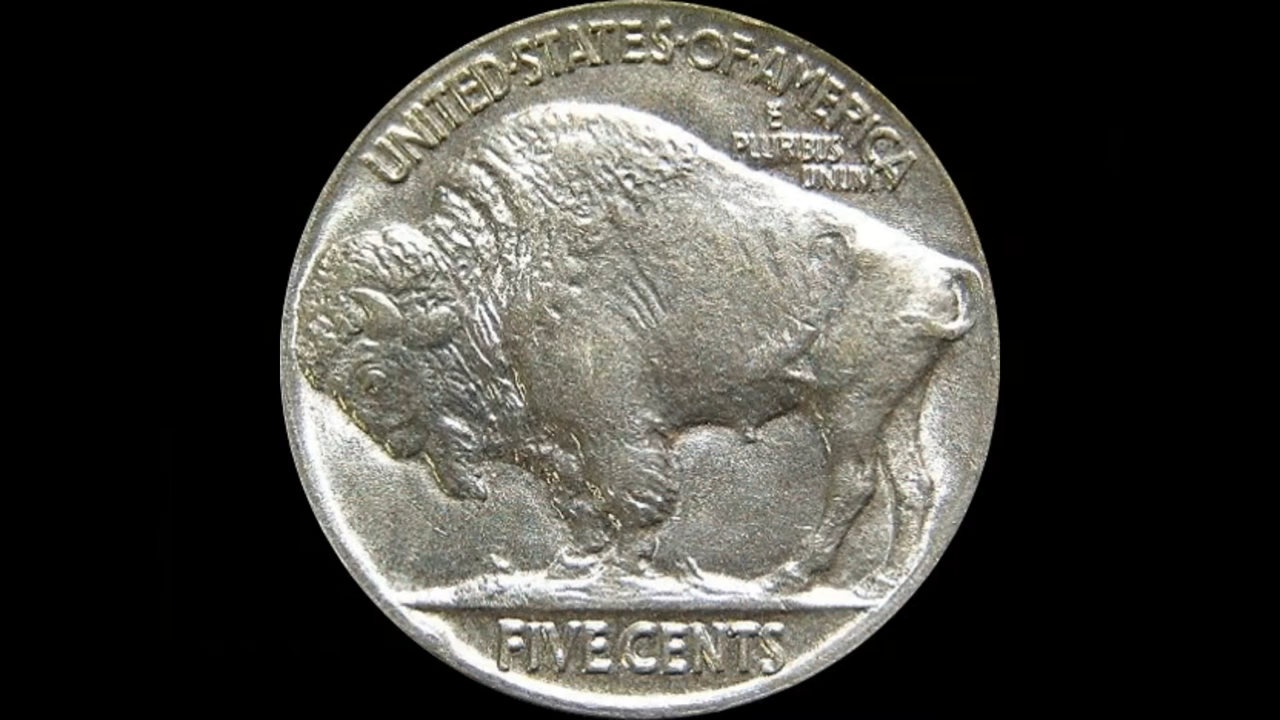 UNITED·STATES·OF·AMERICA
E
PLURIBUS
UNUM
FIVE CENTS